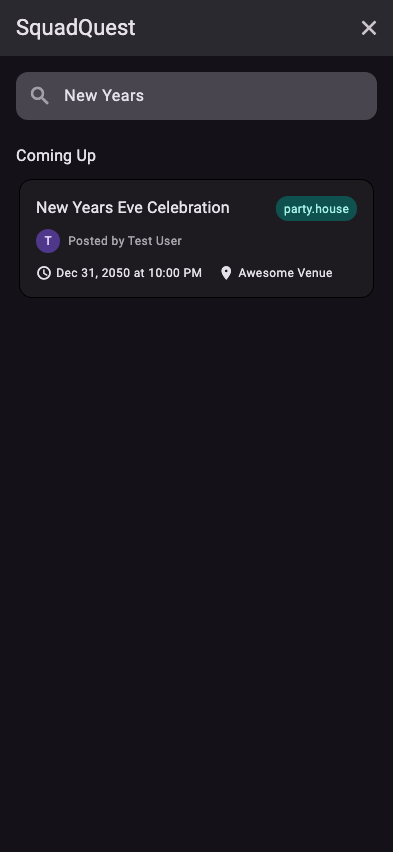 SquadQuest
New Years
Coming Up
New Years Eve Celebration
party.house
T
Posted by Test User
Dec 31, 2050 at 10:00 PM
Awesome Venue